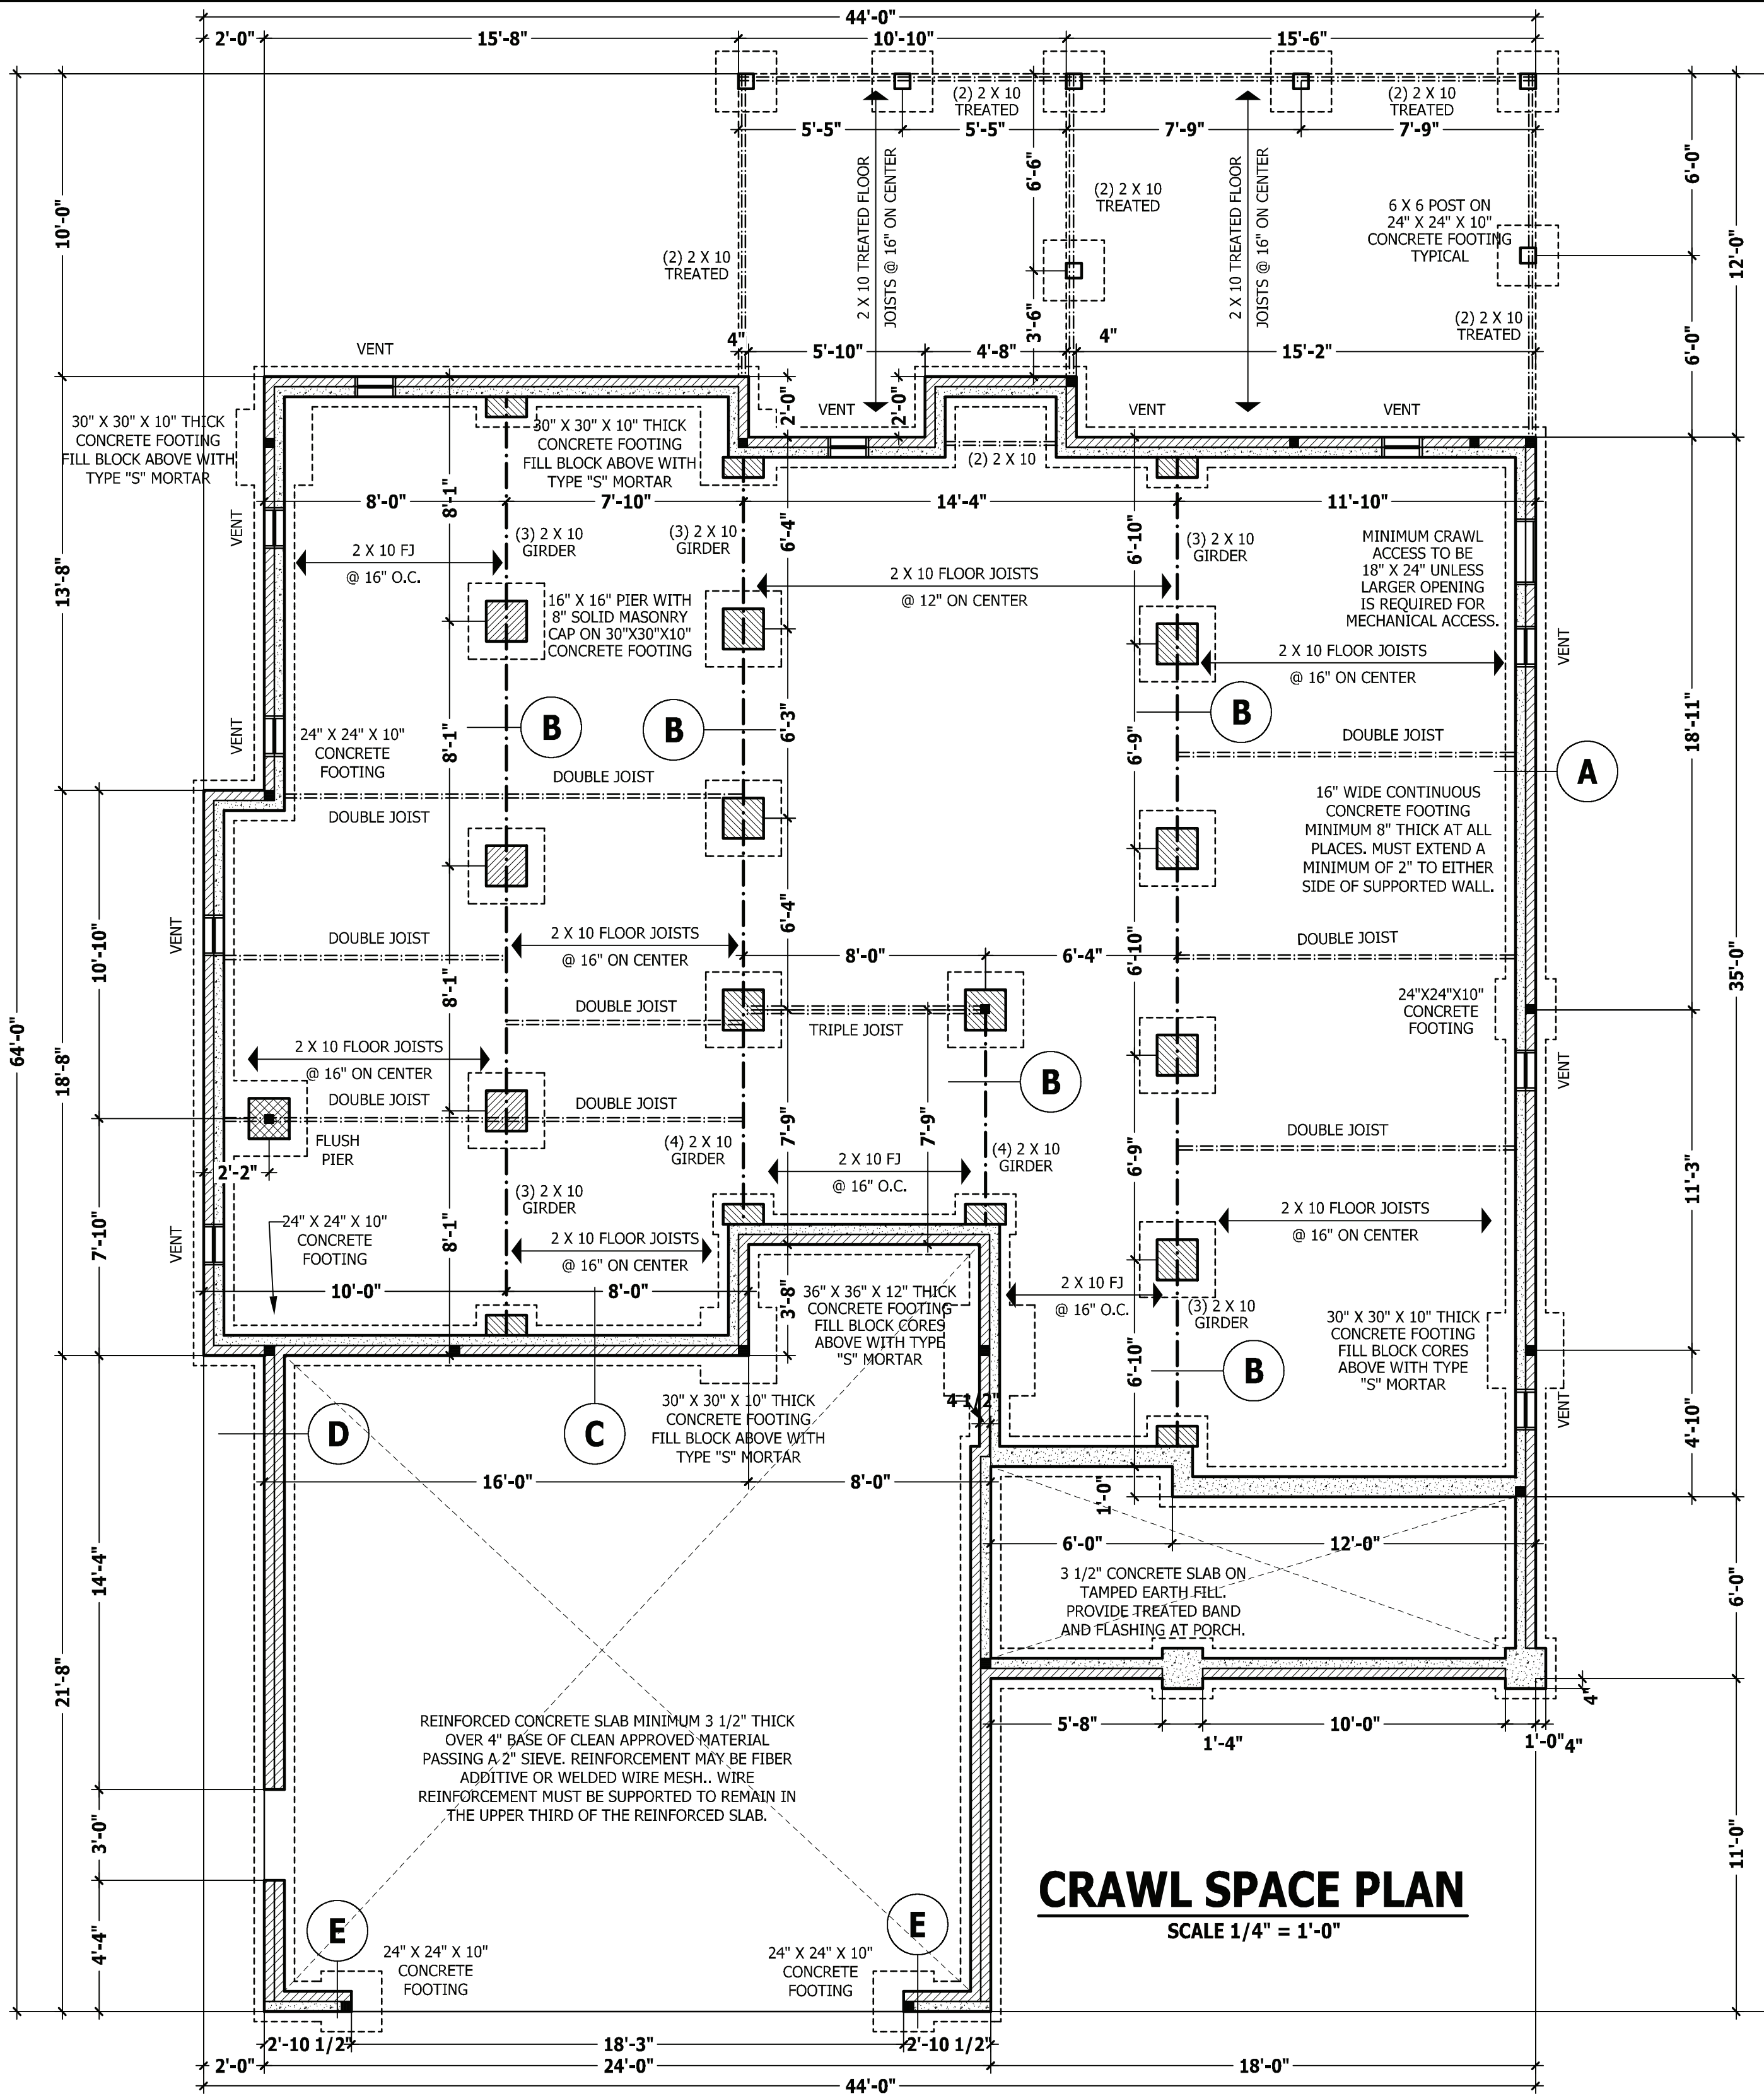 44'-0"
2'-0"
15'-8"
10'-10"
15'-6"
(2) 2 X 10
TREATED
(2) 2 X 10
TREATED
5'-5"
5'-5"
7'-9"
7'-9"
10'-0"
6'-6"
6'-0"
12'-0"
2 X 10 TREATED FLOOR
JOISTS @ 16" ON CENTER
2 X 10 TREATED FLOOR
JOISTS @ 16" ON CENTER
(2) 2 X 10
TREATED
6 X 6 POST ON
24" X 24" X 10"
CONCRETE FOOTING
TYPICAL
(2) 2 X 10
TREATED
3'-6"
(2) 2 X 10
TREATED
6'-0"
4"
5'-10"
4'-8"
4"
15'-2"
VENT
2'-0"
VENT
2'-0"
VENT
VENT
30" X 30" X 10" THICK
CONCRETE FOOTING
FILL BLOCK ABOVE WITH
TYPE "S" MORTAR
30" X 30" X 10" THICK
CONCRETE FOOTING
FILL BLOCK ABOVE WITH
TYPE "S" MORTAR
(2) 2 X 10
8'-0"
8'-1"
7'-10"
14'-4"
11'-10"
VENT
2 X 10 FJ
@ 16" O.C.
(3) 2 X 10
GIRDER
(3) 2 X 10
GIRDER
6'-4"
2 X 10 FLOOR JOISTS
@ 12" ON CENTER
6'-10"
(3) 2 X 10
GIRDER
MINIMUM CRAWL
ACCESS TO BE
18" X 24" UNLESS
LARGER OPENING
IS REQUIRED FOR
MECHANICAL ACCESS.
13'-8"
16" X 16" PIER WITH
8" SOLID MASONRY
CAP ON 30"X30"X10"
CONCRETE FOOTING
2 X 10 FLOOR JOISTS
@ 16" ON CENTER
VENT
18'-11"
VENT
24" X 24" X 10"
CONCRETE
FOOTING
8'-1"
B
B
6'-3"
6'-9"
B
DOUBLE JOIST
A
DOUBLE JOIST
DOUBLE JOIST
16" WIDE CONTINUOUS
CONCRETE FOOTING
MINIMUM 8" THICK AT ALL
PLACES. MUST EXTEND A
MINIMUM OF 2" TO EITHER
SIDE OF SUPPORTED WALL.
10'-10"
VENT
DOUBLE JOIST
2 X 10 FLOOR JOISTS
@ 16" ON CENTER
6'-4"
8'-0"
6'-4"
6'-10"
DOUBLE JOIST
35'-0"
8'-1"
DOUBLE JOIST
TRIPLE JOIST
24"X24"X10"
CONCRETE
FOOTING
64'-0"
18'-8"
2 X 10 FLOOR JOISTS
@ 16" ON CENTER
DOUBLE JOIST
DOUBLE JOIST
B
VENT
FLUSH
PIER
2'-2"
(4) 2 X 10
GIRDER
7'-9"
7'-9"
2 X 10 FJ
@ 16" O.C.
(4) 2 X 10
GIRDER
6'-9"
DOUBLE JOIST
11'-3"
7'-10"
VENT
24" X 24" X 10"
CONCRETE
FOOTING
8'-1"
(3) 2 X 10
GIRDER
2 X 10 FLOOR JOISTS
@ 16" ON CENTER
2 X 10 FLOOR JOISTS
@ 16" ON CENTER
10'-0"
8'-0"
3'-8"
36" X 36" X 12" THICK
CONCRETE FOOTING
FILL BLOCK CORES
ABOVE WITH TYPE
"S" MORTAR
2 X 10 FJ
@ 16" O.C.
(3) 2 X 10
GIRDER
6'-10"
B
30" X 30" X 10" THICK
CONCRETE FOOTING
FILL BLOCK CORES
ABOVE WITH TYPE
"S" MORTAR
VENT
4'-10"
D
C
30" X 30" X 10" THICK
CONCRETE FOOTING
FILL BLOCK ABOVE WITH
TYPE "S" MORTAR
4 1/2"
16'-0"
8'-0"
1'-0"
6'-0"
12'-0"
14'-4"
3 1/2" CONCRETE SLAB ON
TAMPED EARTH FILL.
PROVIDE TREATED BAND
AND FLASHING AT PORCH.
6'-0"
21'-8"
REINFORCED CONCRETE SLAB MINIMUM 3 1/2" THICK
OVER 4" BASE OF CLEAN APPROVED MATERIAL
PASSING A 2" SIEVE. REINFORCEMENT MAY BE FIBER
ADDITIVE OR WELDED WIRE MESH.. WIRE
REINFORCEMENT MUST BE SUPPORTED TO REMAIN IN
THE UPPER THIRD OF THE REINFORCED SLAB.
4"
5'-8"
1'-4"
10'-0"
1'-0"
4"
3'-0"
11'-0"
CRAWL SPACE PLAN
SCALE 1/4" = 1'-0"
4'-4"
E
E
24" X 24" X 10"
CONCRETE
FOOTING
24" X 24" X 10"
CONCRETE
FOOTING
2'-10 1/2"
18'-3"
2'-10 1/2"
2'-0"
24'-0"
18'-0"
44'-0"